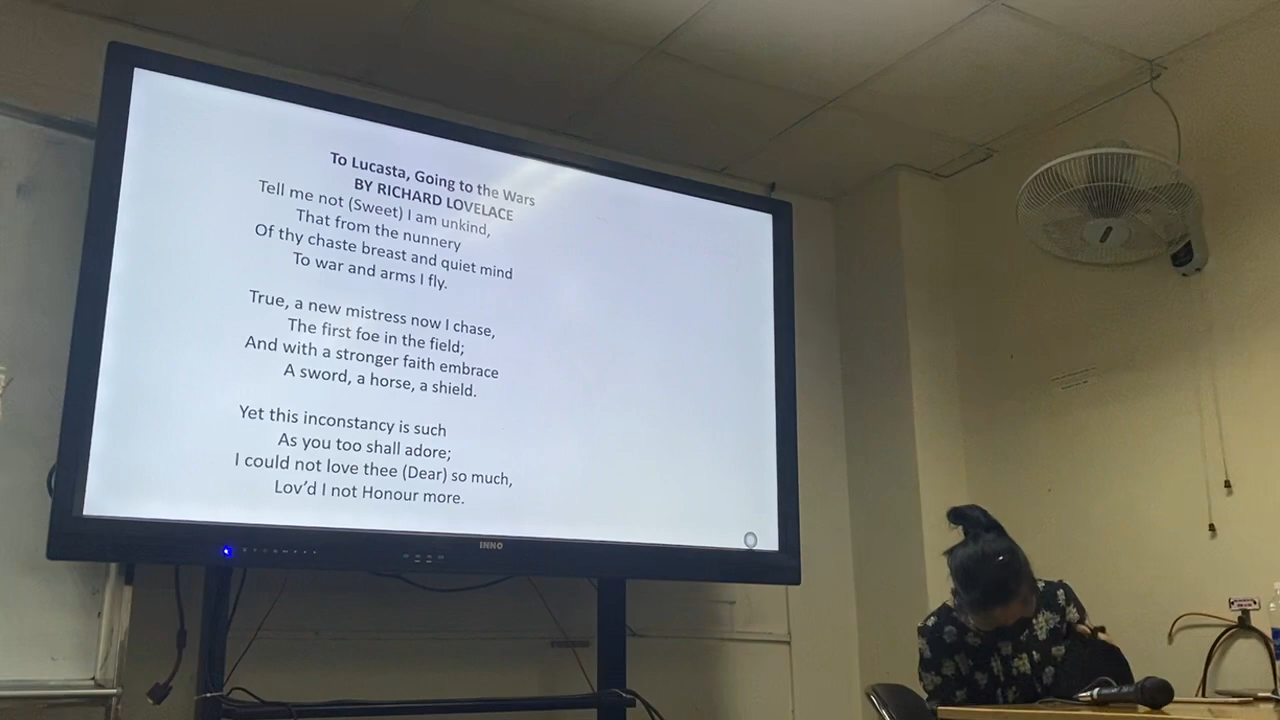 To Lucasta, Going to the Wars
BY RICHARD LOVELACE
Tell me not (Sweet) I am unkind,
That from the nunnery
Of thy chaste breast and quiet mind
To war and arms I fly.
True, a new mistress now I chase,
The first foe in the field;
And with a stronger faith embrace
A sword, a horse, a shield.
Yet this inconstancy is such
As you too shall adore;
I could not love thee (Dear) so much,
Lov'd I not Honour more.
INNO